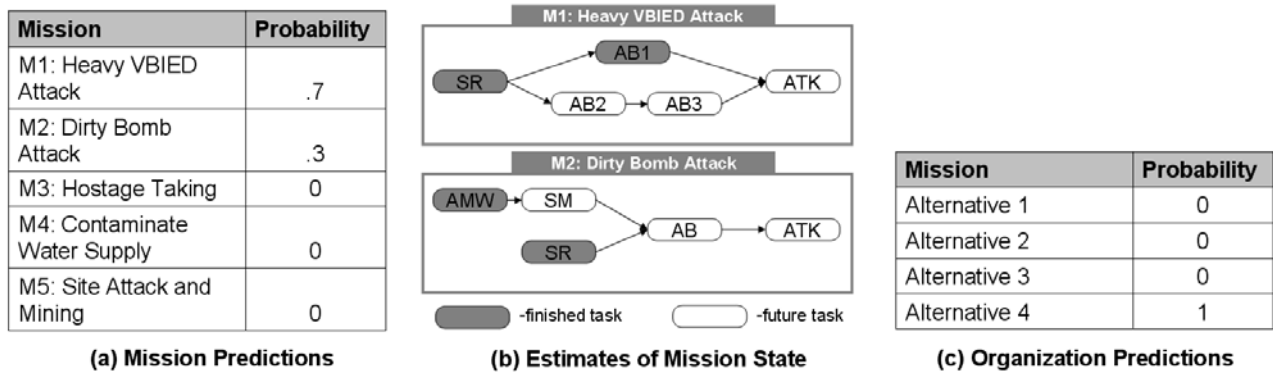 Mission Probability
M1: Heavy VBIED
Attack .7
M2: Dirty Bomb
Attack .3
M3: Hostage Taking 0
M4: Contaminate
Water Supply 0
M5: Site Attack and
Mining 0
(a) Mission Predictions
M1: Heavy VBIED Attack
AB1
SR ATK
AB2 AB3
M2: Dirty Bomb Attack
AMW SM
AB ATK
SR
-finished task -future task
(b) Estimates of Mission State
Mission Probability
Alternative 1 0
Alternative 2 0
Alternative 3 0
Alternative 4 1
(c) Organization Predictions